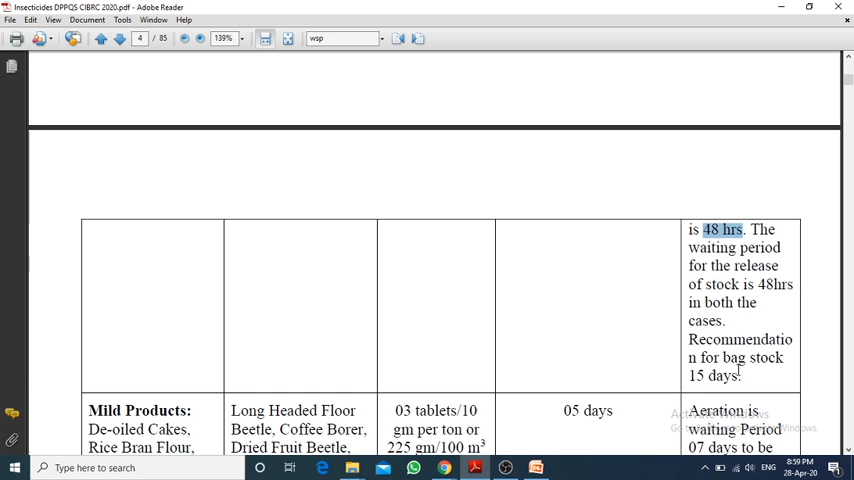 Insecticides DPPQS CIBRC 2020.pdf - Adobe Reader
File Edit View Document Tools Window Help
4 / 85 139% wsp
is 48 hrs. The
waiting period
for the release
of stock is 48hrs
in both the
cases.
Recommendatio
n for bag stock
15 days.
Mild Products:
De-oiled Cakes,
Rice Bran Flour,
Long Headed Floor
Beetle, Coffee Borer,
Dried Fruit Beetle,
03 tablets/10
gm per ton or
225 gm/100 m³
05 days
Aeration is
waiting Period
07 days to be
Activate Windows
Type here to search
ENG
8:59 PM
28-Apr-20
1